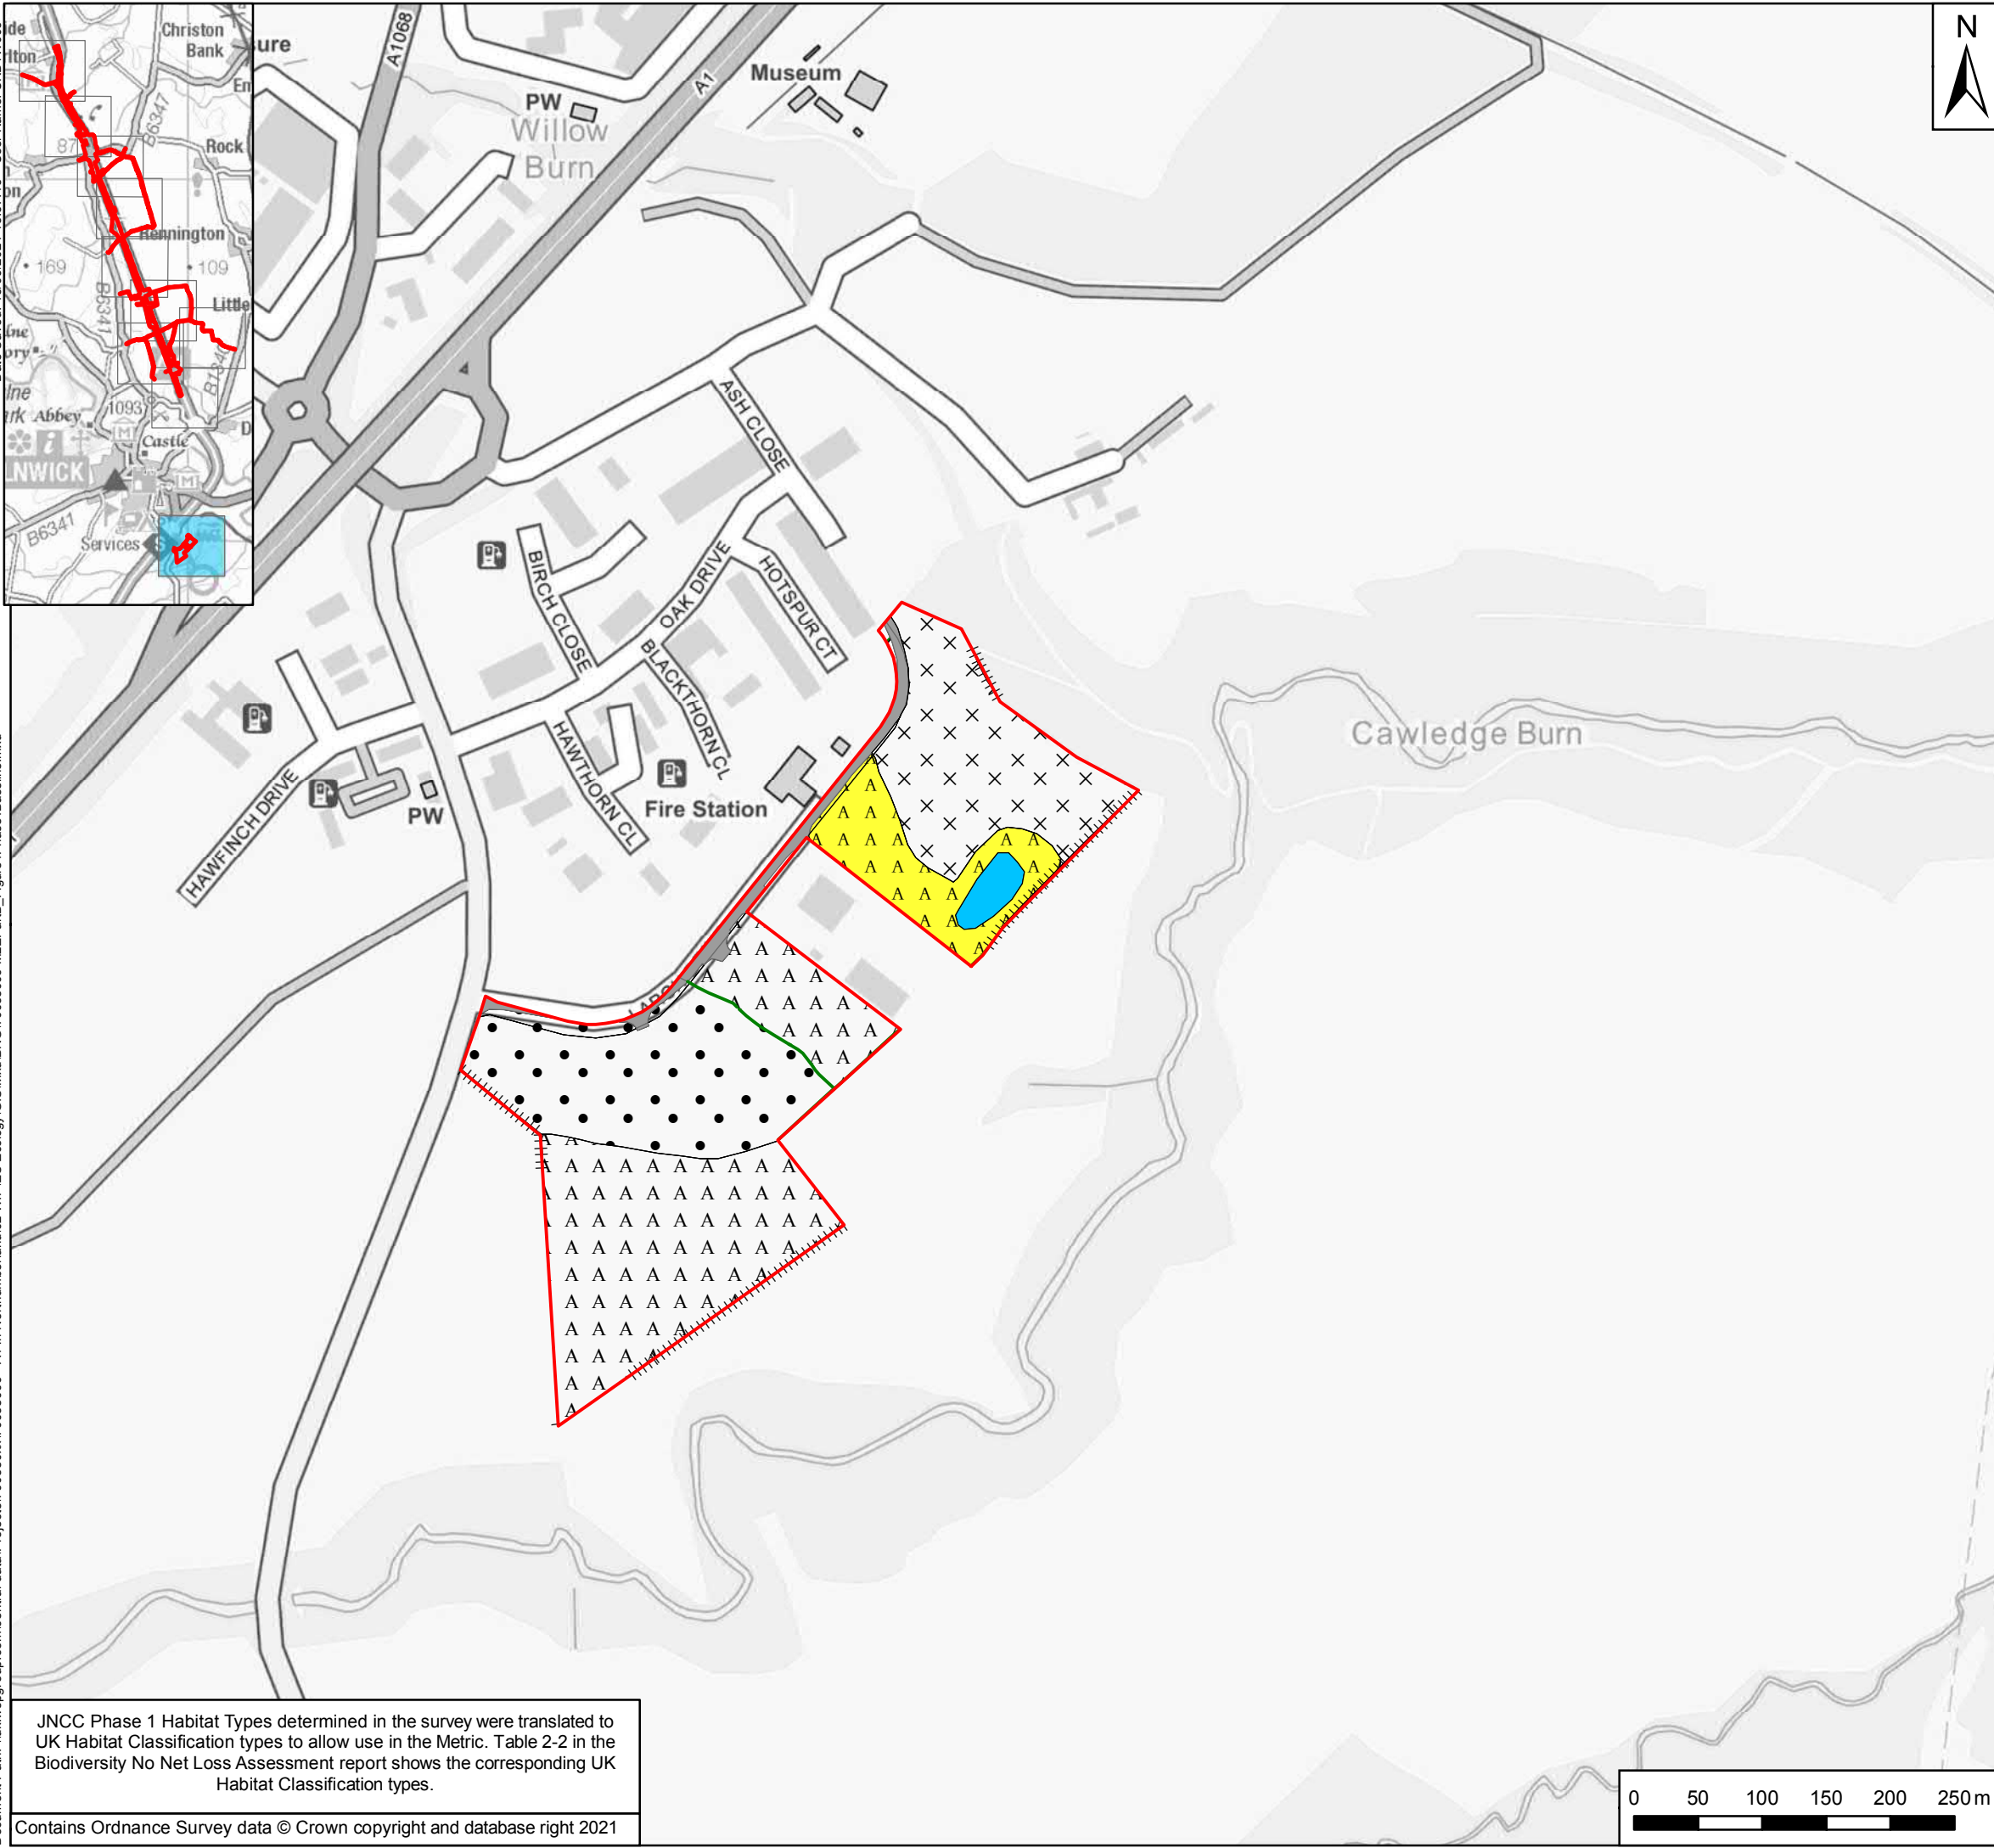 Christon
Bank
B6347
Rock
87
Rennington
169
109
B6341
Little
B1340
Abbey
1093
Castle
LNWICK
B6341
Services
A1068
A1
Museum
N
PW
Willow
Burn
ASH CLOSE
BIRCH CLOSE
OAK DRIVE
HOTSPUR CT
BLACKTHORN CL
HAWTHORN CL
HAWFINCH DRIVE
PW
Fire Station
Cawledge Burn
JNCC Phase 1 Habitat Types determined in the survey were translated to
UK Habitat Classification types to allow use in the Metric. Table 2-2 in the
Biodiversity No Net Loss Assessment report shows the corresponding UK
Habitat Classification types.
Contains Ordnance Survey data © Crown copyright and database right 2021
0 50 100 150 200 250 m